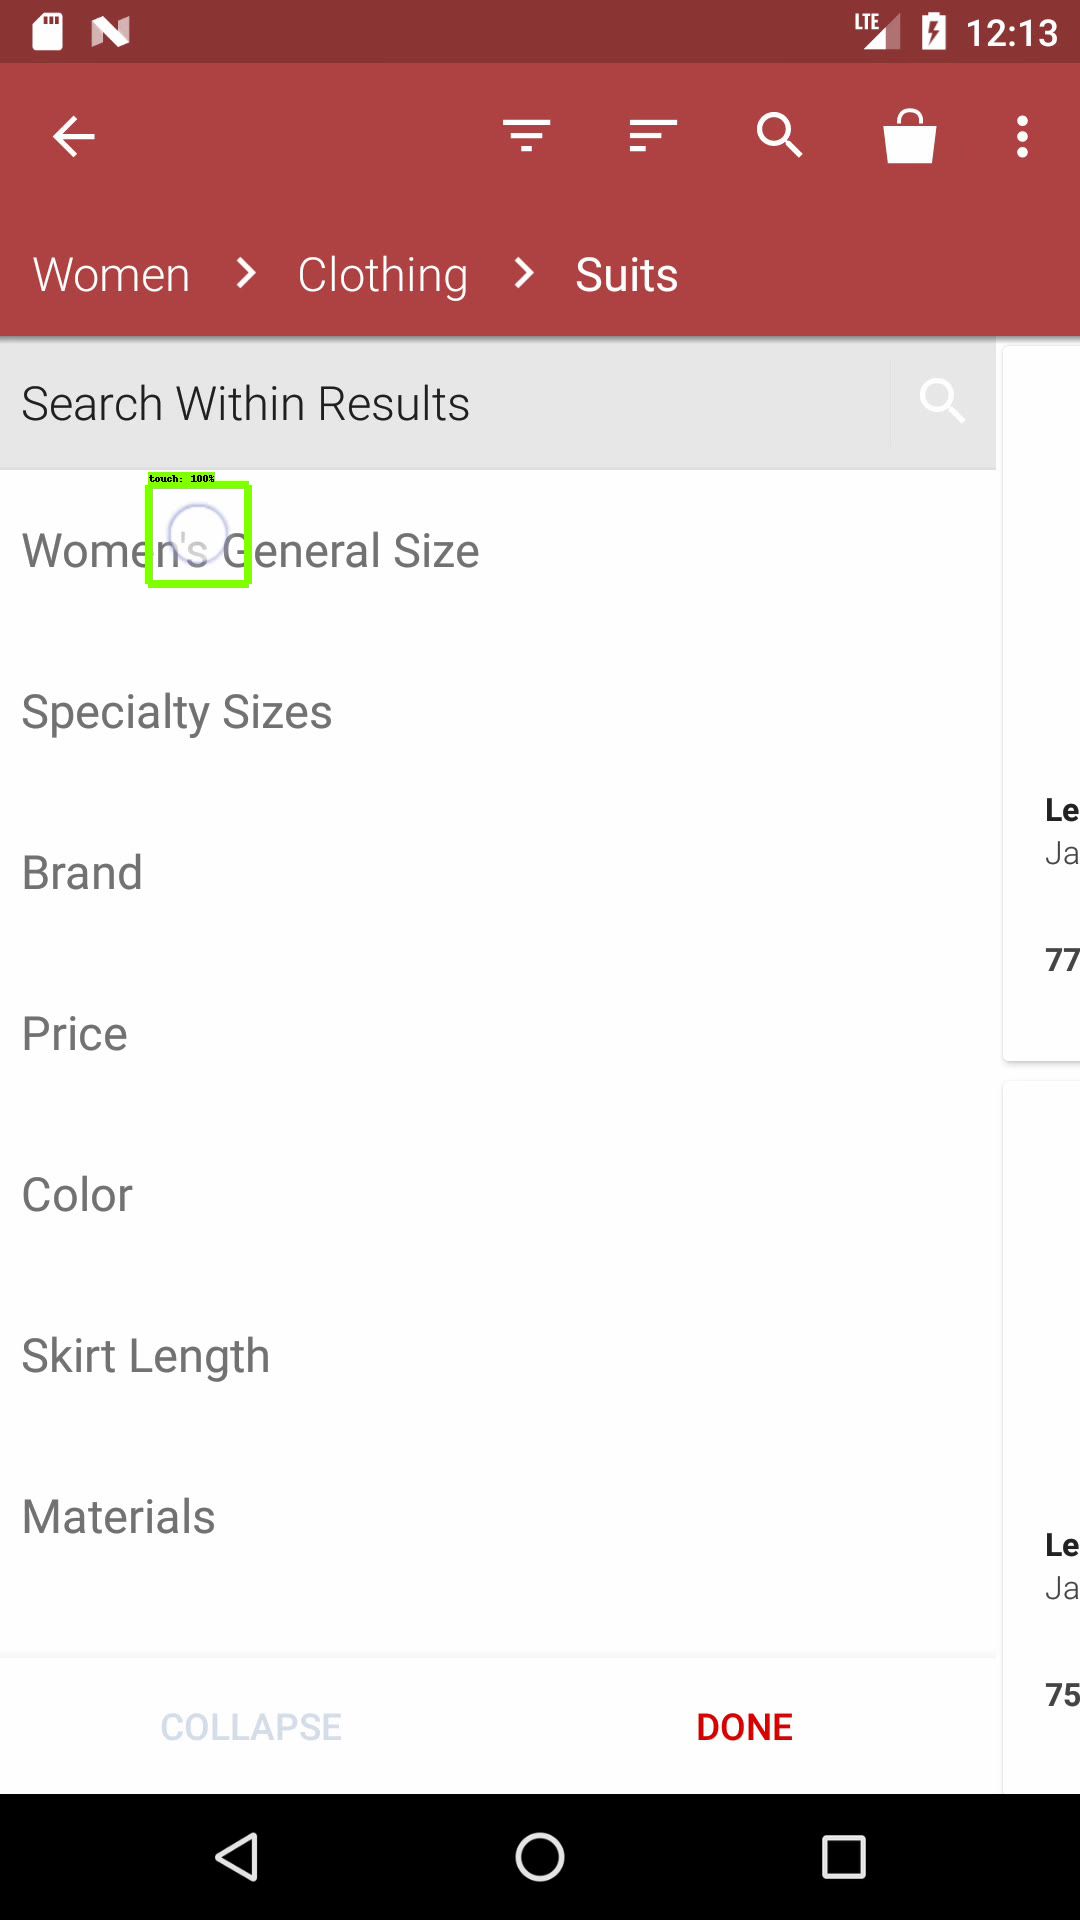 LTE 12:13
Women Clothing Suits
Search Within Results
touch: 100%
Women's General Size
Specialty Sizes
Brand
Price
Color
Skirt Length
Materials
COLLAPSE DONE
Le
Ja
77
Le
Ja
75